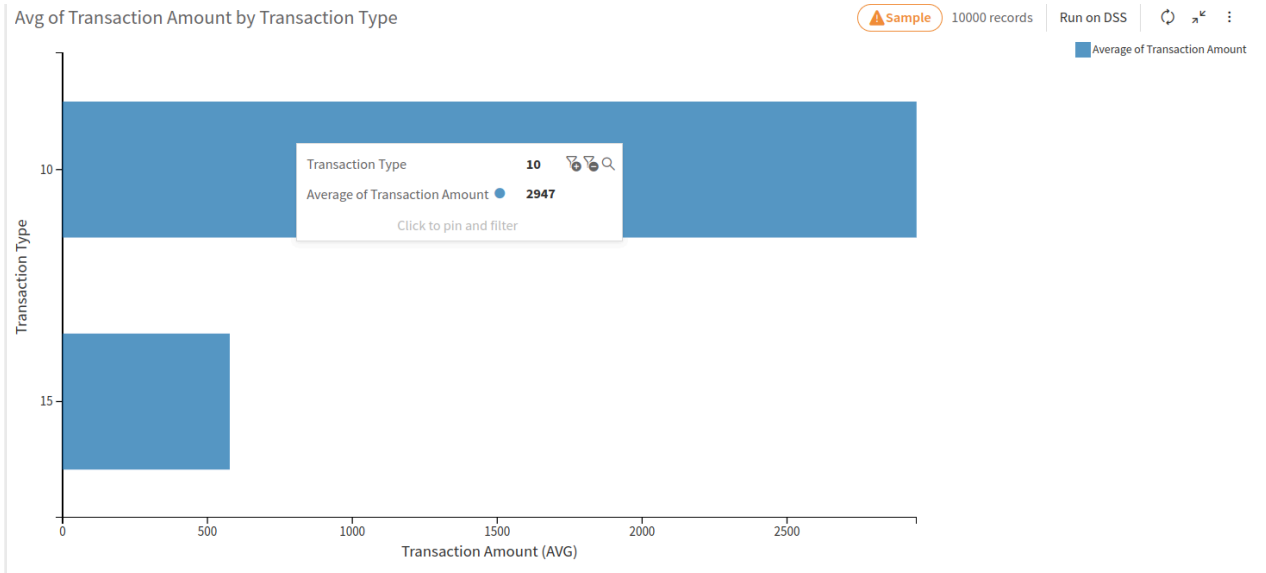 Avg of Transaction Amount by Transaction Type
Sample 10000 records Run on DSS
Average of Transaction Amount
Transaction Type
10
15
Transaction Type 10
Average of Transaction Amount 2947
Click to pin and filter
0 500 1000 1500 2000 2500
Transaction Amount (AVG)